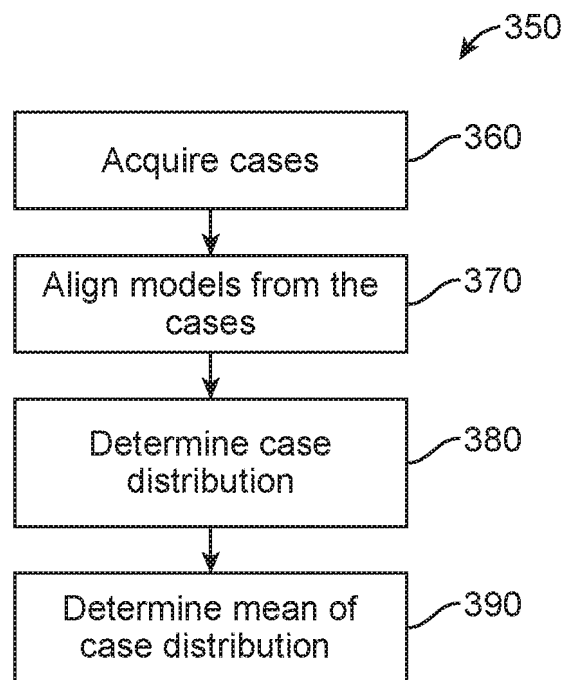 350
Acquire cases
360
Align models from the
cases
370
Determine case
distribution
380
Determine mean of
case distribution
390